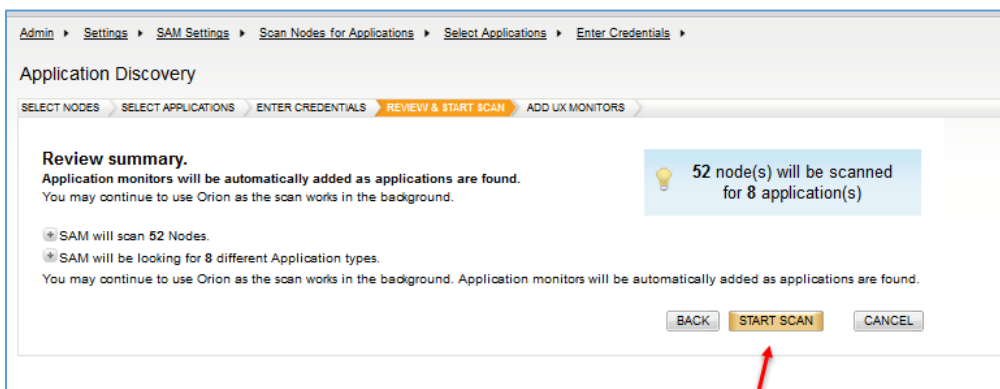 Admin ▸ Settings ▸ SAM Settings ▸ Scan Nodes for Applications ▸ Select Applications ▸ Enter Credentials ▸
Application Discovery
SELECT NODES SELECT APPLICATIONS ENTER CREDENTIALS REVIEW & START SCAN ADD UX MONITORS
Review summary.
Application monitors will be automatically added as applications are found.
You may continue to use Orion as the scan works in the background.
52 node(s) will be scanned
for 8 application(s)
SAM will scan 52 Nodes.
SAM will be looking for 8 different Application types.
You may continue to use Orion as the scan works in the background. Application monitors will be automatically added as applications are found.
BACK START SCAN CANCEL